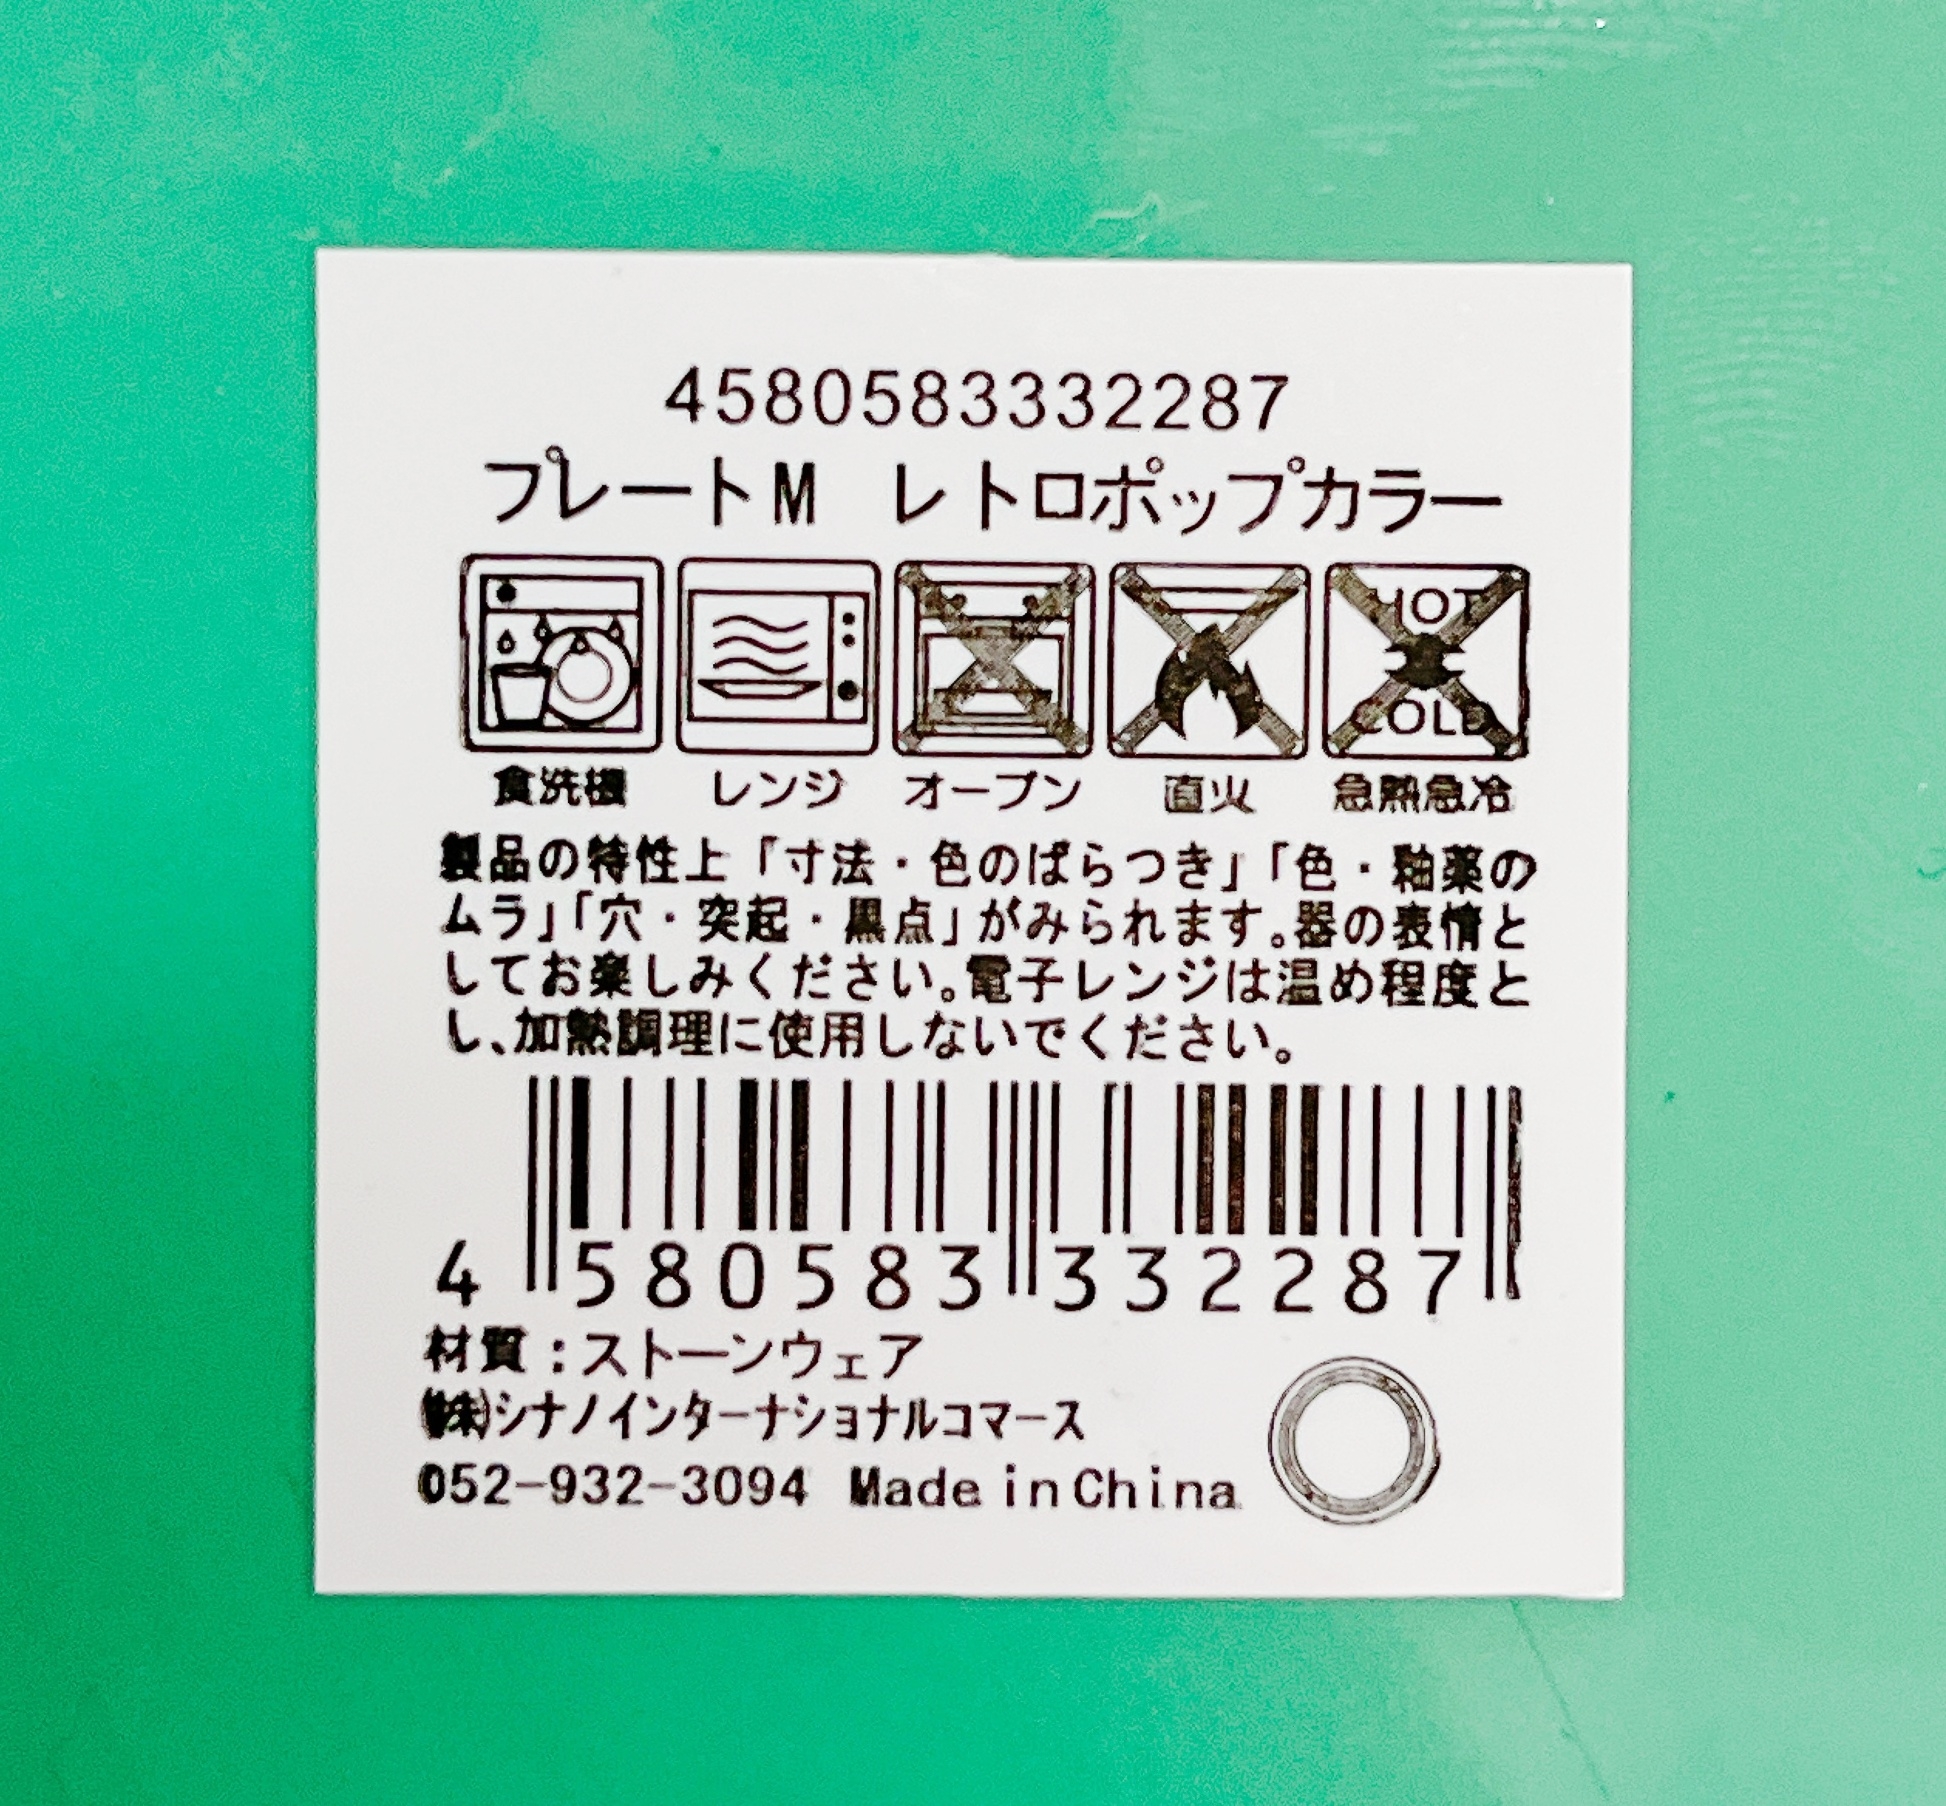 4580583332287
プレートM レトロポップカラー
HOT
COLD
食洗機 レンジ オーブン 直火 急熱急冷
製品の特性上「寸法・色のばらつき」「色・釉薬の
ムラ」「穴・突起・黒点」がみられます。器の表情と
してお楽しみください。電子レンジは温め程度と
し、加熱調理に使用しないでください。
4 580583 332287
材質：ストーンウェア
㈱シナノインターナショナルコマース
052-932-3094 Made in China